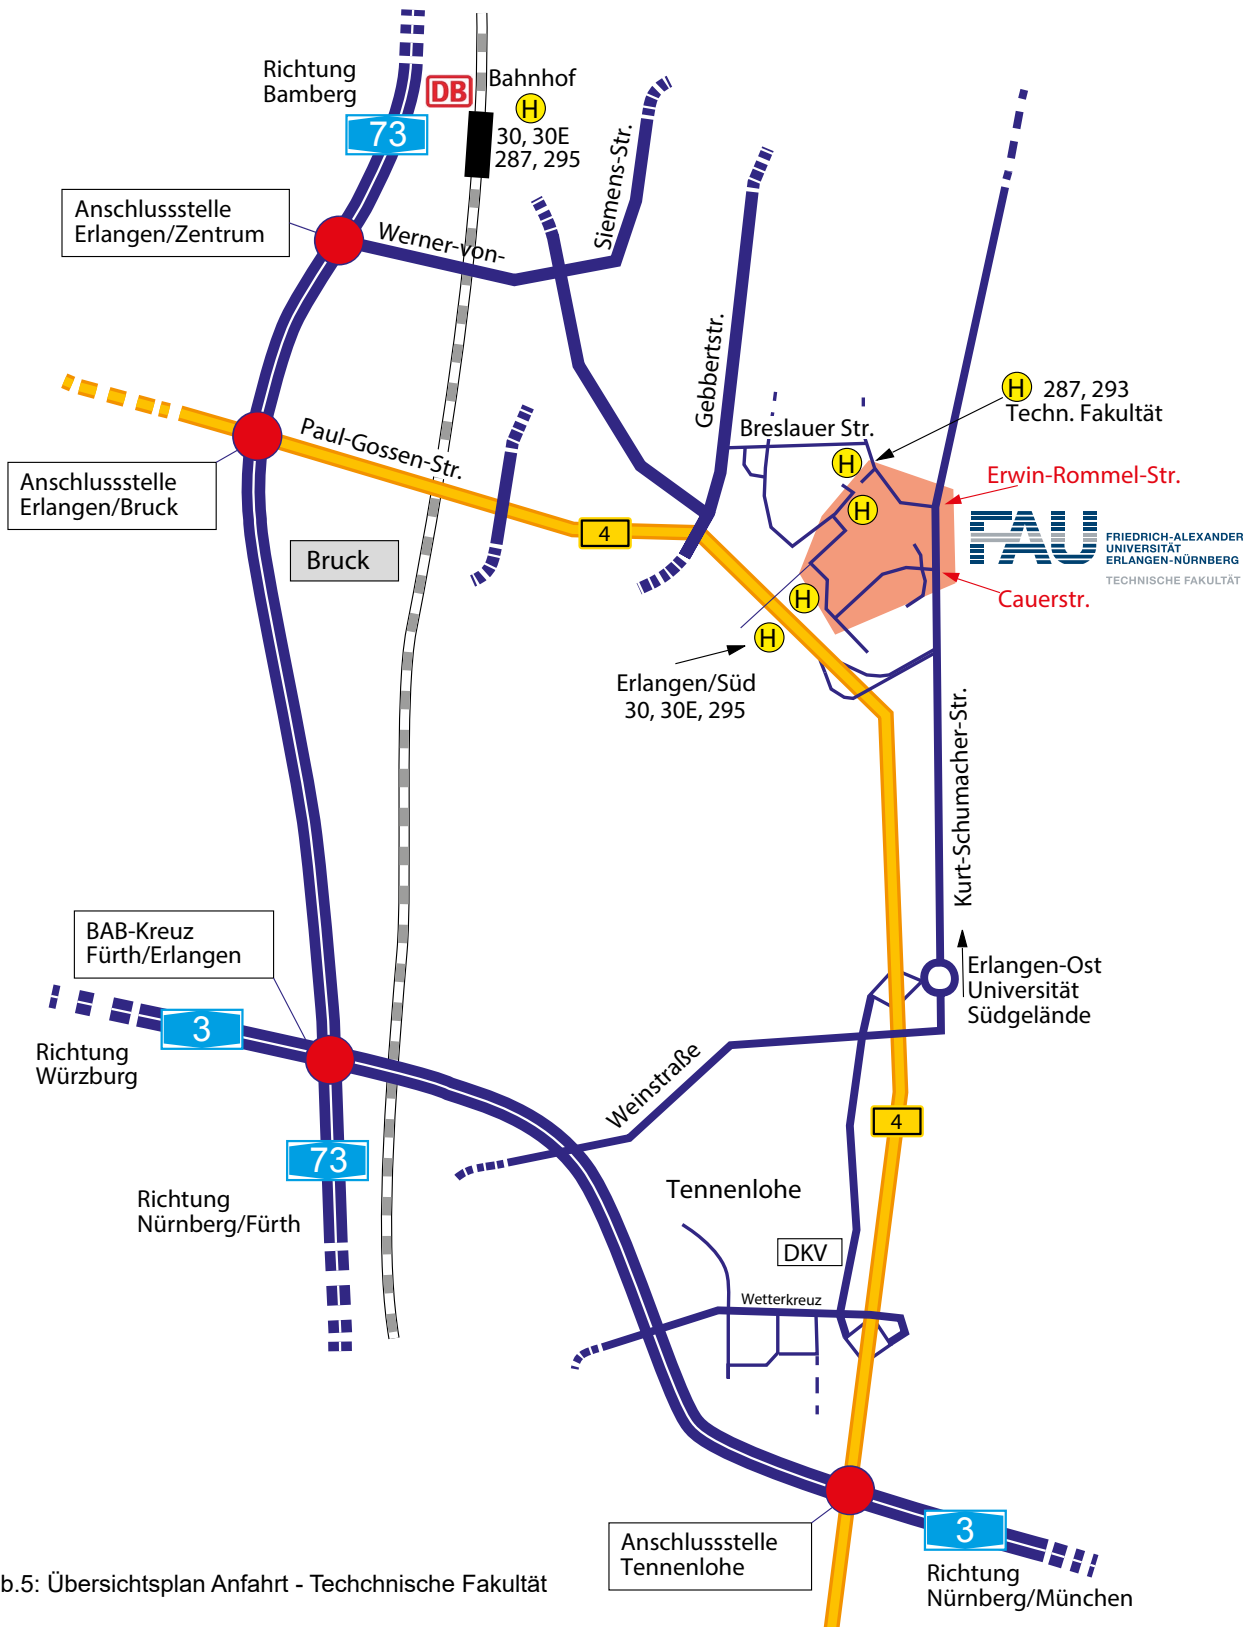 Richtung
Bamberg
73
DB
Bahnhof
H
30, 30E
287, 295
Siemens-Str.
Anschlussstelle
Erlangen/Zentrum
Werner-von-
Gebbertstr.
H
287, 293
Techn. Fakultät
Breslauer Str.
Paul-Gossen-Str.
H
Erwin-Rommel-Str.
Anschlussstelle
Erlangen/Bruck
H
4
FAU
FRIEDRICH-ALEXANDER
UNIVERSITÄT
ERLANGEN-NÜRNBERG
TECHNISCHE FAKULTÄT
Bruck
H
Cauerstr.
H
Erlangen/Süd
30, 30E, 295
Kurt-Schumacher-Str.
BAB-Kreuz
Fürth/Erlangen
Erlangen-Ost
Universität
Südgelände
3
Richtung
Würzburg
Weinstraße
4
73
Richtung
Nürnberg/Fürth
Tennenlohe
DKV
Wetterkreuz
3
Anschlussstelle
Tennenlohe
Richtung
Nürnberg/München
b.5: Übersichtsplan Anfahrt - Techchnische Fakultät